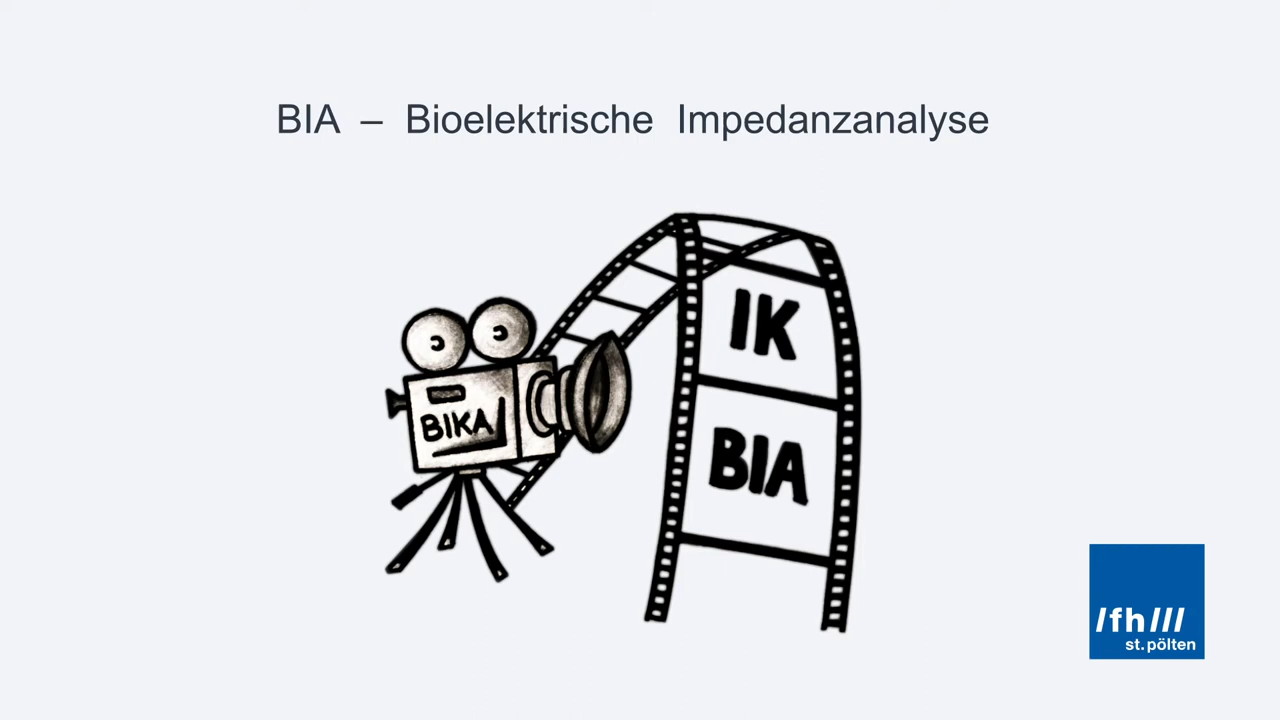 BIA – Bioelektrische Impedanzanalyse
IK
BIKA
BIA
/fh///
st.pölten